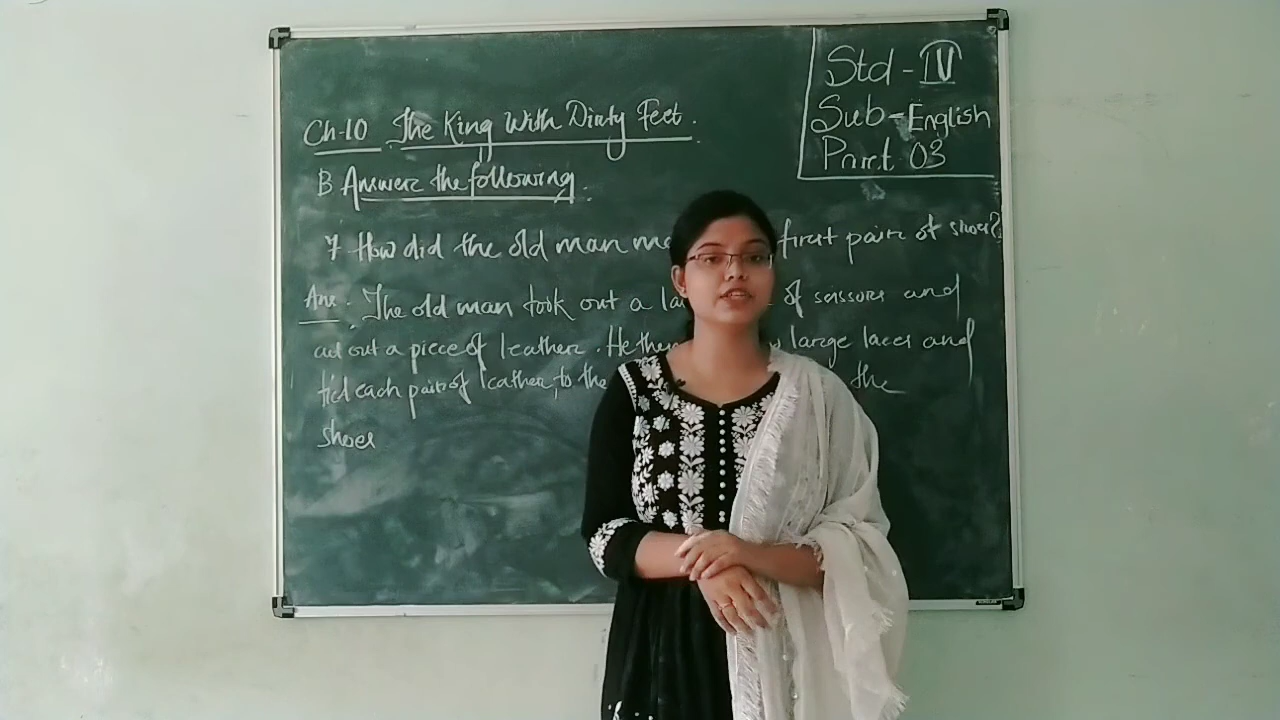 Std - IV
Sub - English
Part 03
Ch-10 The King With Dirty Feet.
B Answer the following.
7 How did the old man first pair of shoes?
Ans. The old man took out a of scissors and
cut out a piece of leather. He then large laces and
tied each pair of leather to the the
shoes